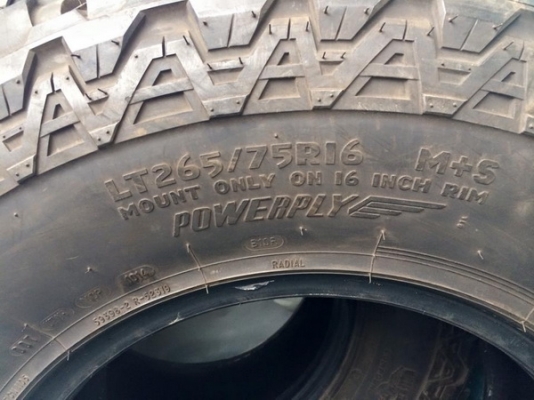 LT265/75R16 M+S
MOUNT ONLY ON 16 INCH RIM
POWERPLY
RADIAL